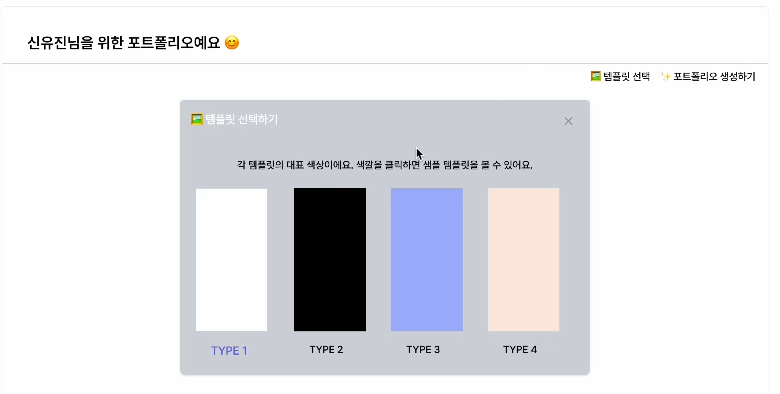 신유진님을 위한 포트폴리오예요 😊
🖼️ 템플릿 선택 ✨ 포트폴리오 생성하기
🖼️ 템플릿 선택하기
각 템플릿의 대표 색상이에요. 색깔을 클릭하면 샘플 템플릿을 볼 수 있어요.
TYPE 1 TYPE 2 TYPE 3 TYPE 4